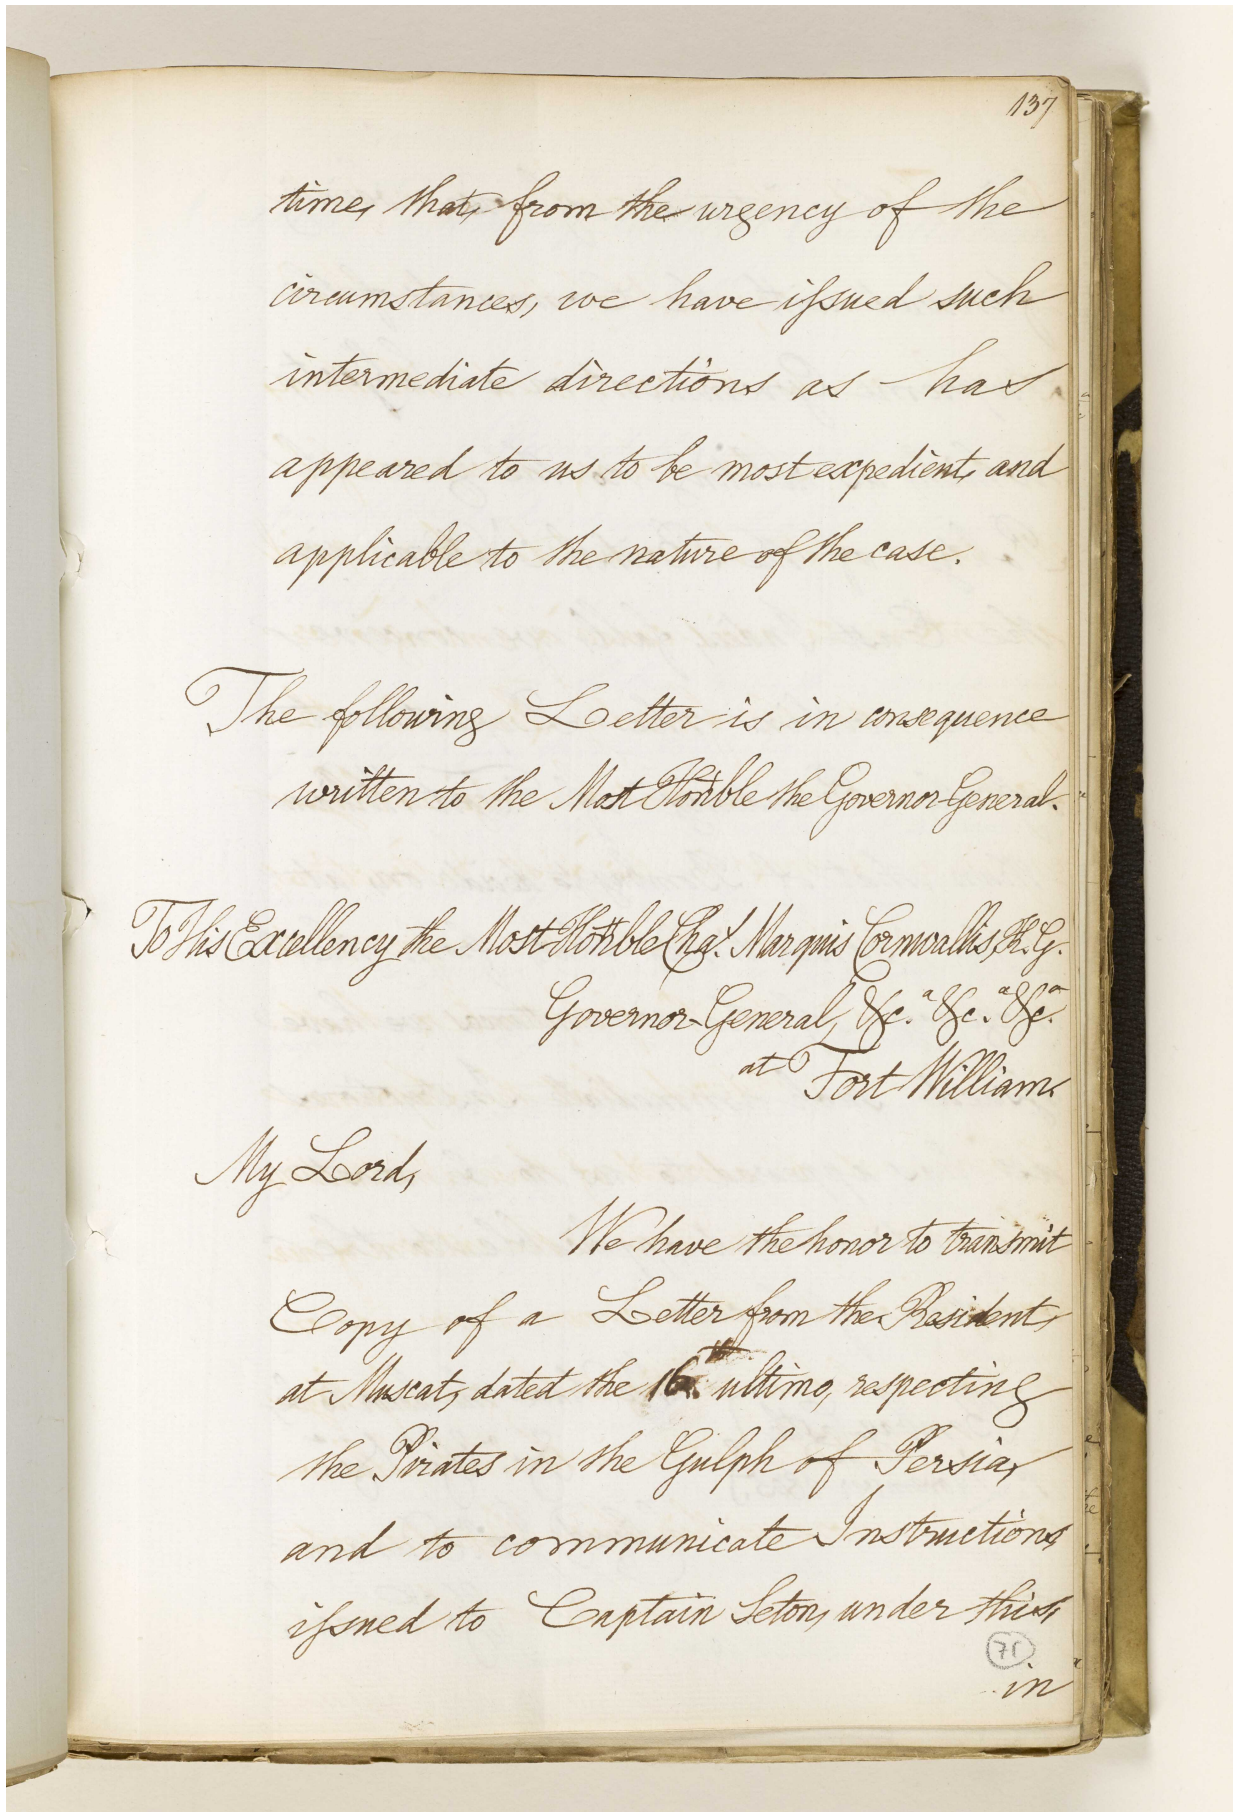 137
time, that, from the urgency of the
circumstances, we have issued such
intermediate directions as has
appeared to us to be most expedient, and
applicable to the nature of the case.
The following Letter is in consequence
written to the Most Honble the Governor General.
To His Excellency the Most Honble Chas. Marquis Cornwallis, K.G.
Governor-General, &c.a &c.a &c.a
at Fort William.
My Lord,
We have the honor to transmit
Copy of a Letter from the Resident,
at Muscat, dated the 16th ultimo, respecting
the Pirates in the Gulph of Persia,
and to communicate Instructions
issued to Captain Seton, under this,
71
in